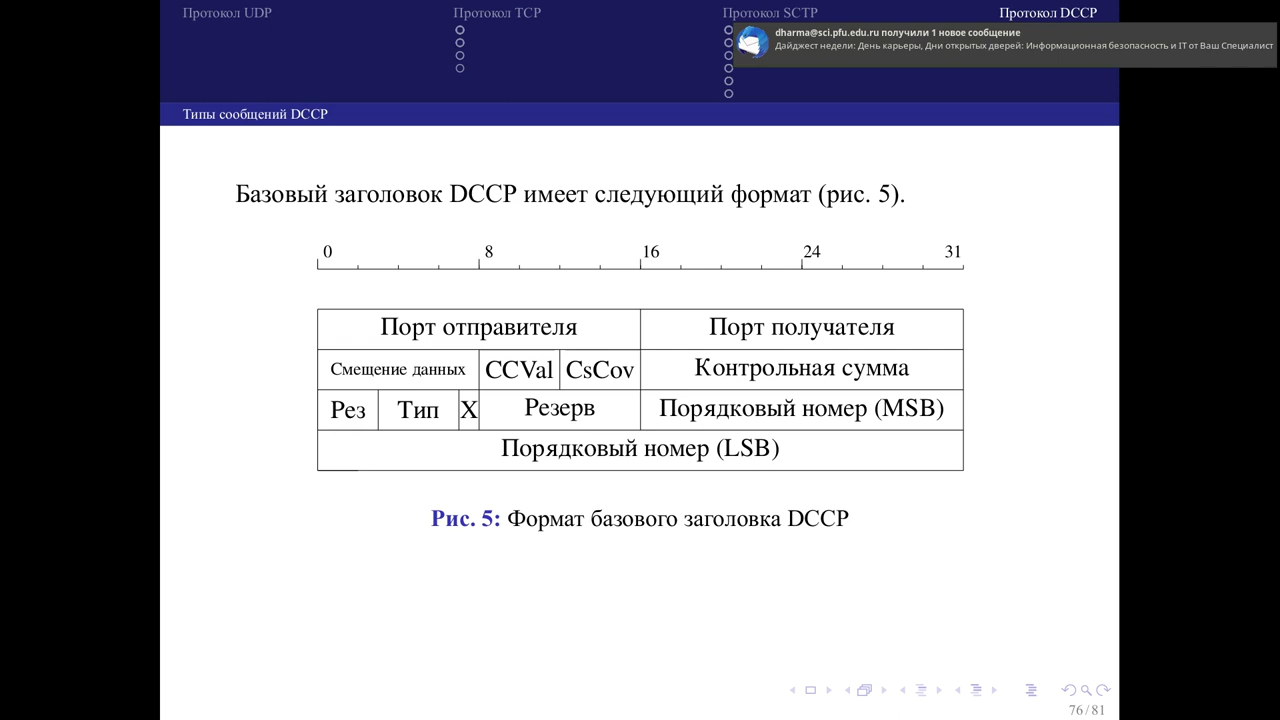 Протокол UDP Протокол TCP Протокол SCTP Протокол DCCP
dharma@sci.pfu.edu.ru получили 1 новое сообщение
Дайджест недели: День карьеры, Дни открытых дверей: Информационная безопасность и IT от Ваш Специалист
Типы сообщений DCCP
Базовый заголовок DCCP имеет следующий формат (рис. 5).
0 8 16 24 31
Порт отправителя Порт получателя
Смещение данных CCVal CsCov Контрольная сумма
Рез Тип X Резерв Порядковый номер (MSB)
Порядковый номер (LSB)
Рис. 5: Формат базового заголовка DCCP
76 / 81